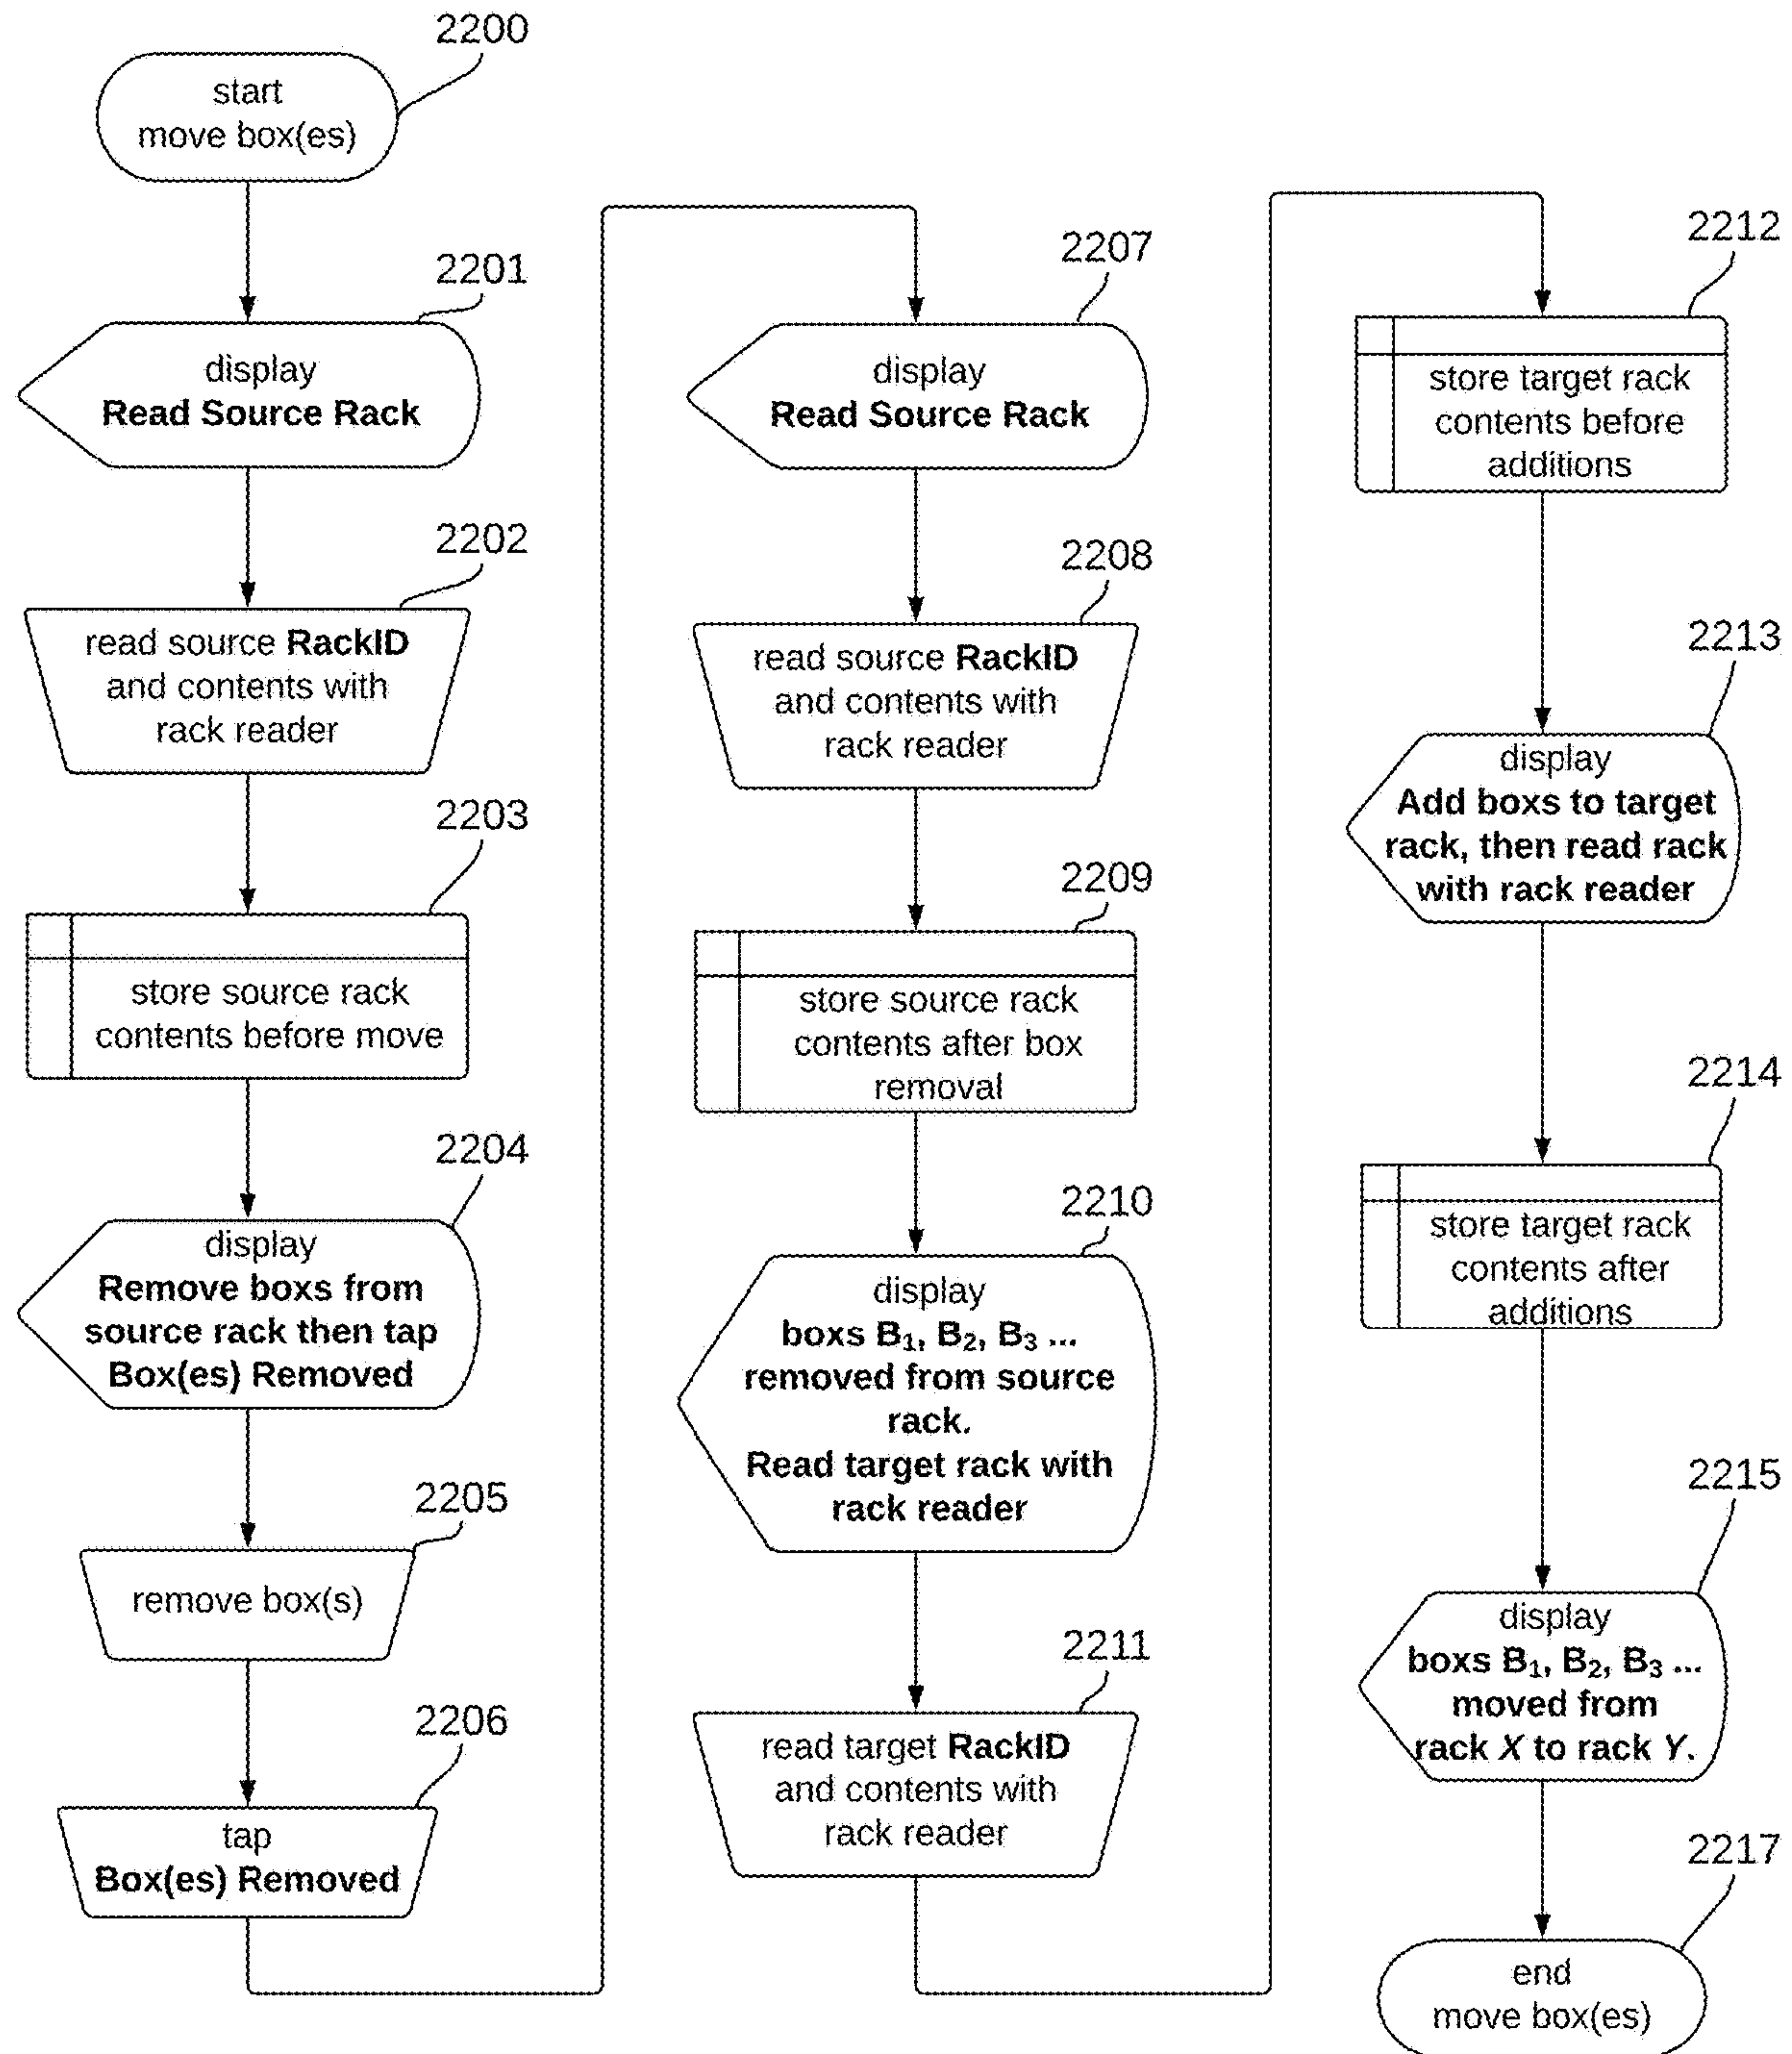 2200
start
move box(es)
2201
display
Read Source Rack
2202
read source RackID
and contents with
rack reader
2203
store source rack
contents before move
2204
display
Remove boxs from
source rack then tap
Box(es) Removed
2205
remove box(s)
2206
tap
Box(es) Removed
2207
display
Read Source Rack
2208
read source RackID
and contents with
rack reader
2209
store source rack
contents after box
removal
2210
display
boxs B₁, B₂, B₃ ...
removed from source
rack.
Read target rack with
rack reader
2211
read target RackID
and contents with
rack reader
2212
store target rack
contents before
additions
2213
display
Add boxs to target
rack, then read rack
with rack reader
2214
store target rack
contents after
additions
2215
display
boxs B₁, B₂, B₃ ...
moved from
rack X to rack Y.
2217
end
move box(es)